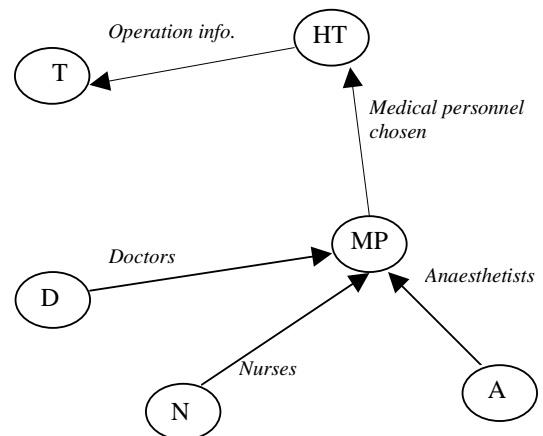 Operation info.
HT
T
Medical personnel
chosen
MP
Doctors
Anaesthetists
D
Nurses
A
N